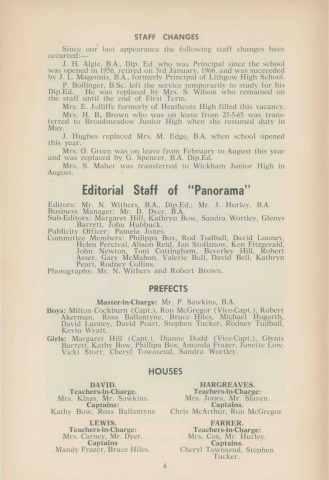 STAFF CHANGES
Since our last appearance the following staff changes have
occurred:—
J. H. Algie, B.A., Dip. Ed. who was Principal since the school
was opened in 1956, retired on 3rd January, 1966, and was succeeded
by J. L. Magennis, B.A., formerly Principal of Lithgow High School.
P. Bollinger, B.Sc. left the service temporarily to study for his
Dip.Ed. He was replaced by Mrs. S. Wilson who remained on
the staff until the end of First Term.
Mrs. E. Jolliffe formerly of Heathcote High filled this vacancy.
Mrs. H. B. Brown who was on leave from 25-5-65 was trans-
ferred to Broadmeadow Junior High when she resumed duty in
May.
J. Hughes replaced Mrs. M. Edge, B.A. when school opened
this year.
Mrs. O. Green was on leave from February to August this year
and was replaced by G. Spencer, B.A. Dip.Ed.
Mrs. S. Maher was transferred to Wickham Junior High in
August.
Editorial Staff of "Panorama"
Editors: Mr. N. Withers, B.A., Dip.Ed.; Mr. J. Hurley, B.A.
Business Manager: Mr. D. Dyer, B.A.
Sub-Editors: Margaret Hill, Kathryn Bow, Sandra Wortley, Glenys
Barrett, John Hubbuck.
Publicity Officer: Pamela Jones.
Committee Members: Philippa Box, Rod Tudball, David Lumney,
Helen Percival, Alison Reid, Jan Stollmow, Ken Fitzgerald,
John Newton, Toni Cottingham, Beverley Hill, Robert
Asser, Gary McMahon, Valerie Ball, David Bell, Kathryn
Peart, Rodney Collins.
Photographs: Mr. N. Withers and Robert Brown.
PREFECTS
Master-in-Charge: Mr. P. Sawkins, B.A.
Boys: Milton Cockburn (Capt.), Ron McGregor (Vice-Capt.), Robert
Akerman, Ross Ballantyne, Bruce Hiles, Michael Hogarth,
David Lumney, David Peart, Stephen Tucker, Rodney Tudball,
Kevin Wyatt.
Girls: Margaret Hill (Capt.), Dianne Dodd (Vice-Capt.), Glynis
Barrett, Kathy Bow, Phillipa Box, Amanda Frazer, Janette Low,
Vicki Storr, Cheryl Townsend, Sandra Wortley.
HOUSES
DAVID.
Teachers-in-Charge.
Mrs. Klaas, Mr. Sawkins.
Captains:
Kathy Bow, Ross Ballantyne
HARGREAVES.
Teachers-in-Charge:
Mrs. Jones, Mr. Slaven.
Captains.
Chris McArthur, Ron McGregor.
LEWIS.
Teachers-in-Charge:
Mrs. Carney, Mr. Dyer.
Captains
Mandy Frazer, Bruce Hiles.
FARRER.
Teachers-in-Charge:
Mrs. Cox, Mr. Hurley.
Captains.
Cheryl Townsend, Stephen
Tucker.
4